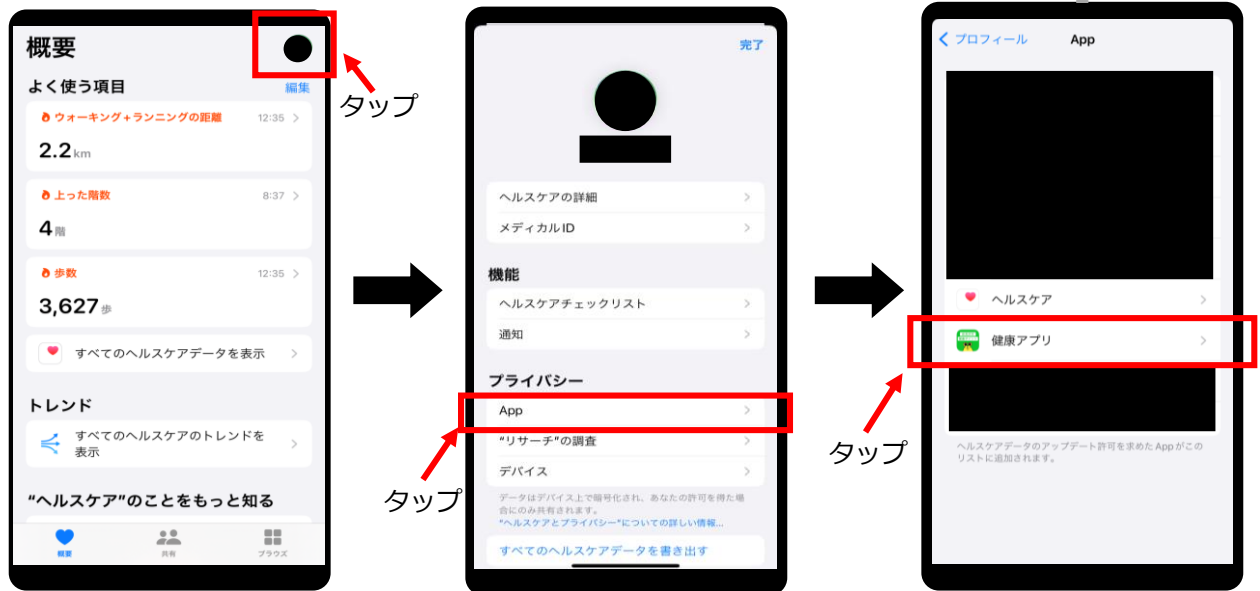 概要
よく使う項目 編集
ウォーキング+ランニングの距離 12:35
2.2 km
上った階数 8:37
4 階
歩数 12:35
3,627 歩
すべてのヘルスケアデータを表示
トレンド
すべてのヘルスケアのトレンドを
表示
“ヘルスケア”のことをもっと知る
概要 共有 ブラウズ
タップ
完了
ヘルスケアの詳細
メディカルID
機能
ヘルスケアチェックリスト
通知
プライバシー
App
“リサーチ”の調査
デバイス
データはデバイス上で暗号化され、あなたの許可を得た場
合にのみ共有されます。
“ヘルスケアとプライバシー”についての詳しい情報...
すべてのヘルスケアデータを書き出す
タップ
プロフィール App
ヘルスケア
健康アプリ
ヘルスケアデータのアップデート許可を求めた App がこの
リストに追加されます。
タップ